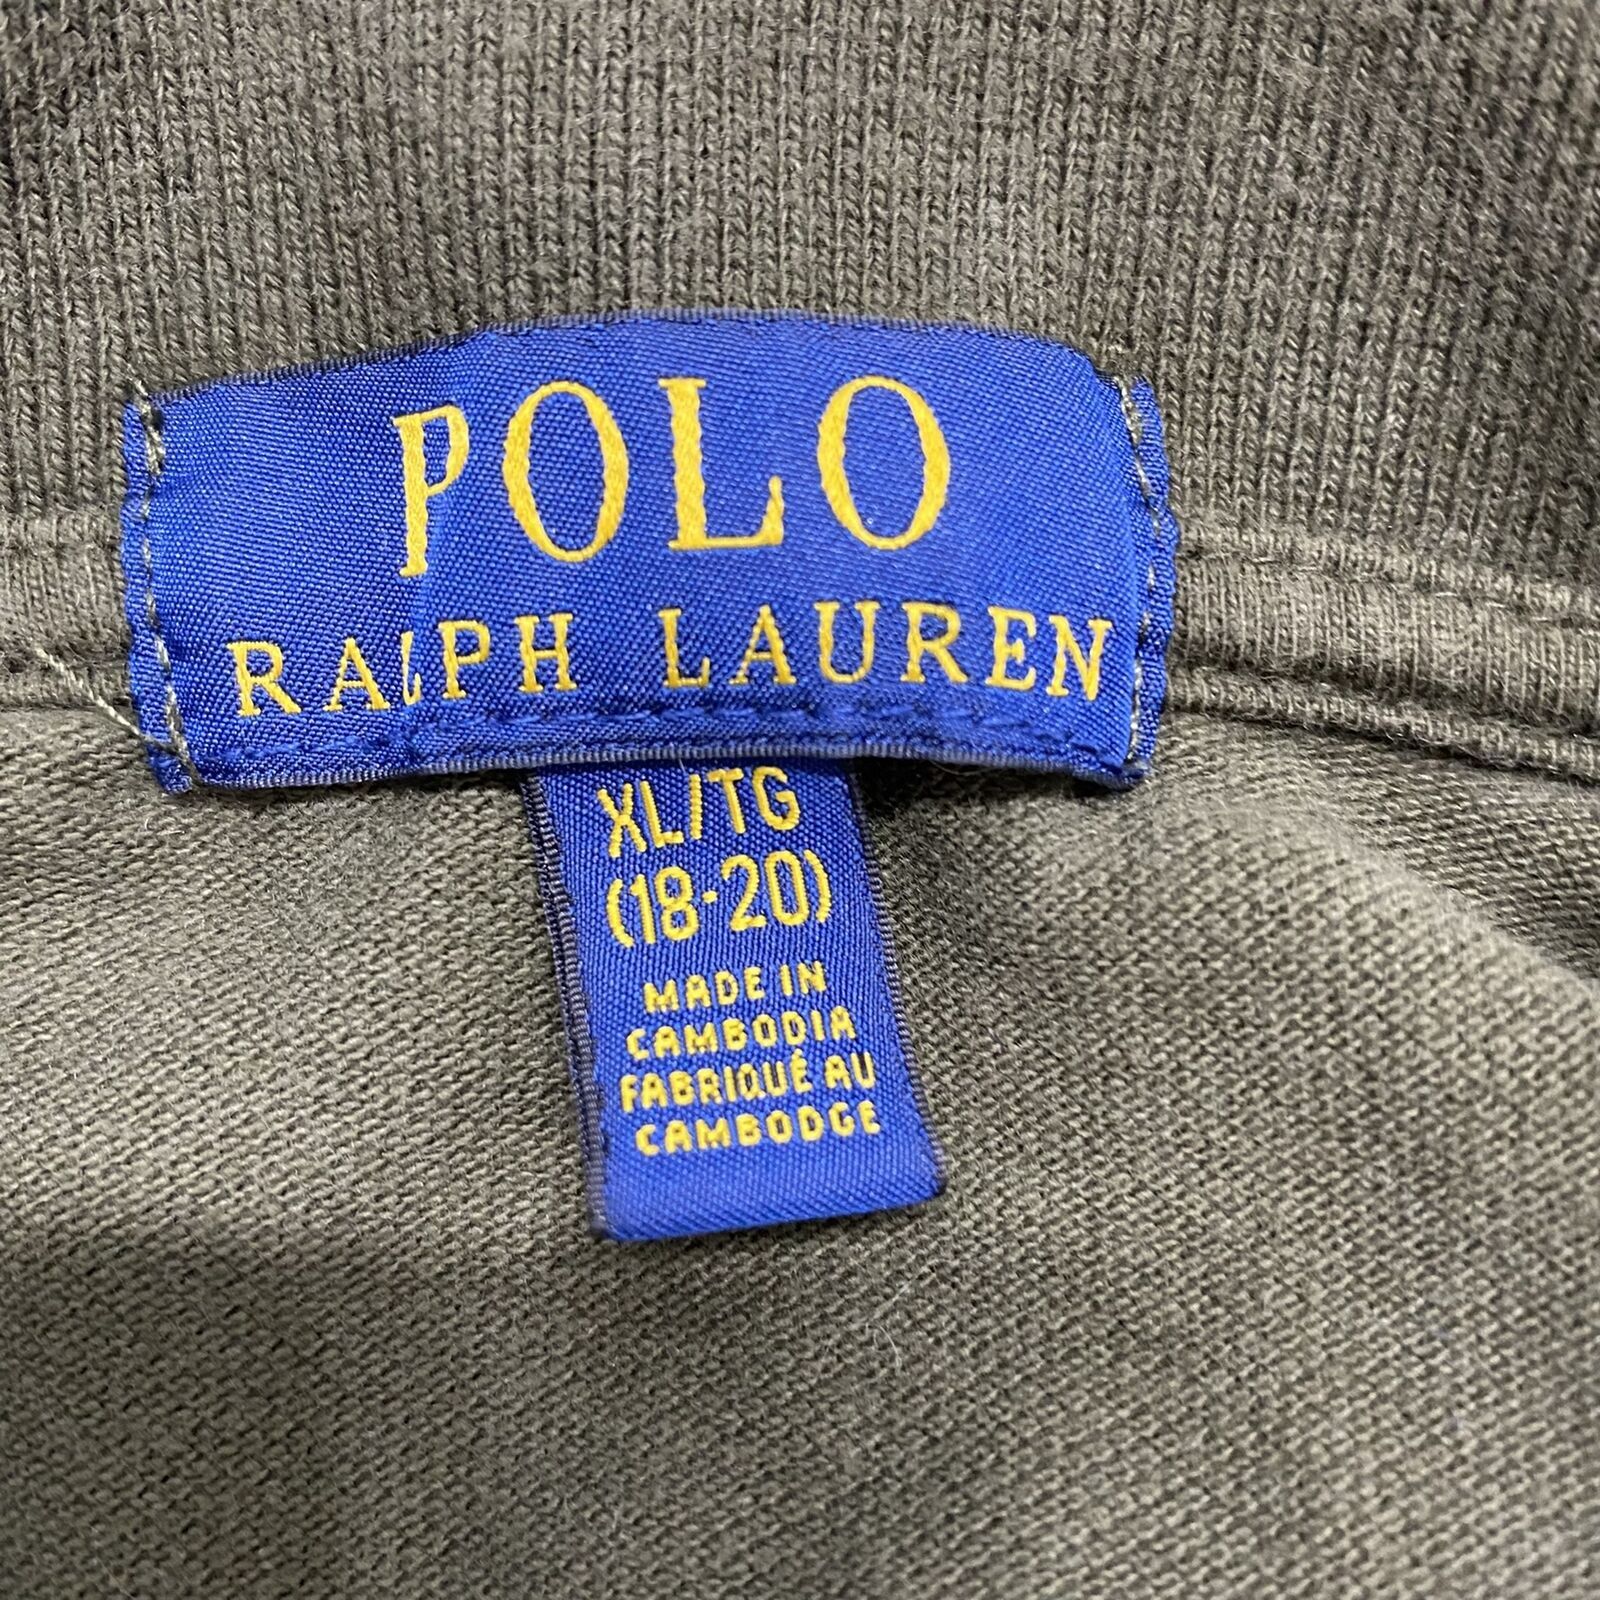 POLO
RALPH LAUREN
XL/TG
(18-20)
MADE IN
CAMBODIA
FABRIQUÉ AU
CAMBODGE